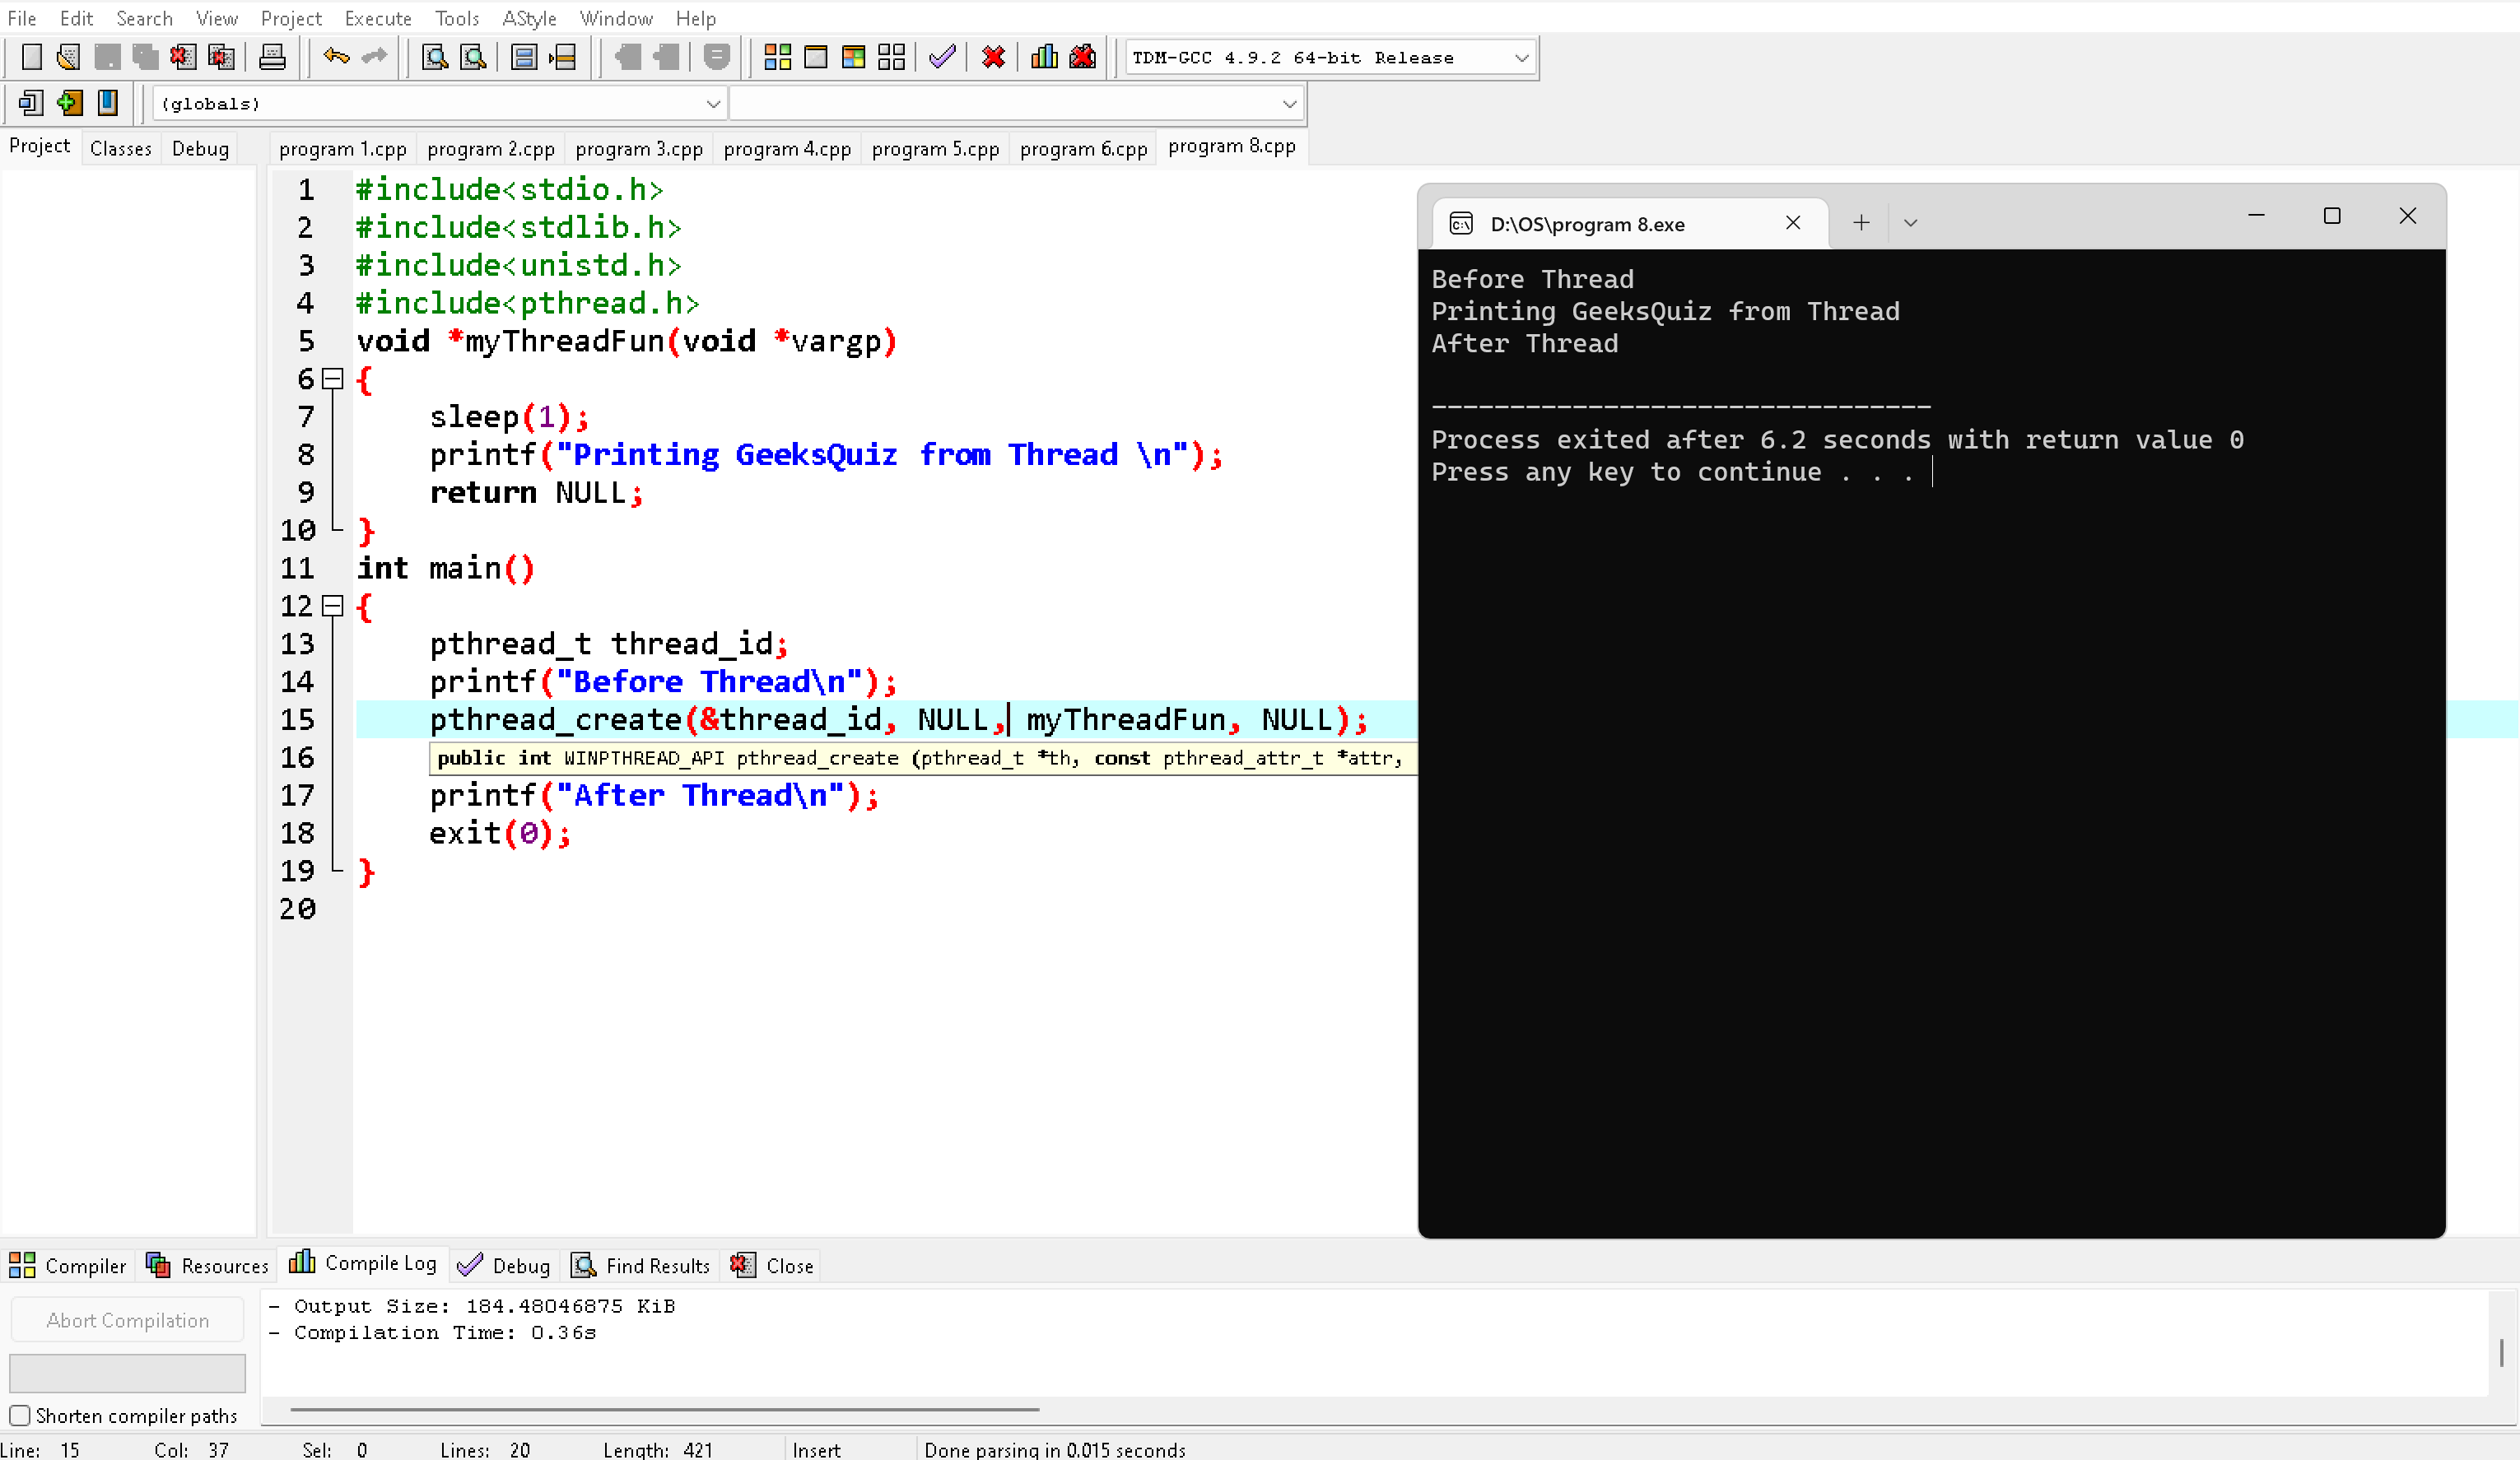 File Edit Search View Project Execute Tools AStyle Window Help
TDM-GCC 4.9.2 64-bit Release
(globals)
Project Classes Debug
program 1.cpp program 2.cpp program 3.cpp program 4.cpp program 5.cpp program 6.cpp program 8.cpp
1 #include<stdio.h>
2 #include<stdlib.h>
3 #include<unistd.h>
4 #include<pthread.h>
5 void *myThreadFun(void *vargp)
6 {
7 sleep(1);
8 printf("Printing GeeksQuiz from Thread \n");
9 return NULL;
10 }
11 int main()
12 {
13 pthread_t thread_id;
14 printf("Before Thread\n");
15 pthread_create(&thread_id, NULL, myThreadFun, NULL);
16 public int WINPTHREAD_API pthread_create (pthread_t *th, const pthread_attr_t *attr,
17 printf("After Thread\n");
18 exit(0);
19 }
20
D:\OS\program 8.exe
Before Thread
Printing GeeksQuiz from Thread
After Thread
--------------------------------
Process exited after 6.2 seconds with return value 0
Press any key to continue . . .
Compiler Resources Compile Log Debug Find Results Close
Abort Compilation
Shorten compiler paths
- Output Size: 184.48046875 KiB
- Compilation Time: 0.36s
Line: 15 Col: 37 Sel: 0 Lines: 20 Length: 421 Insert Done parsing in 0.015 seconds